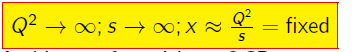 Q² → ∞; s → ∞; x ≈ Q²/s = fixed